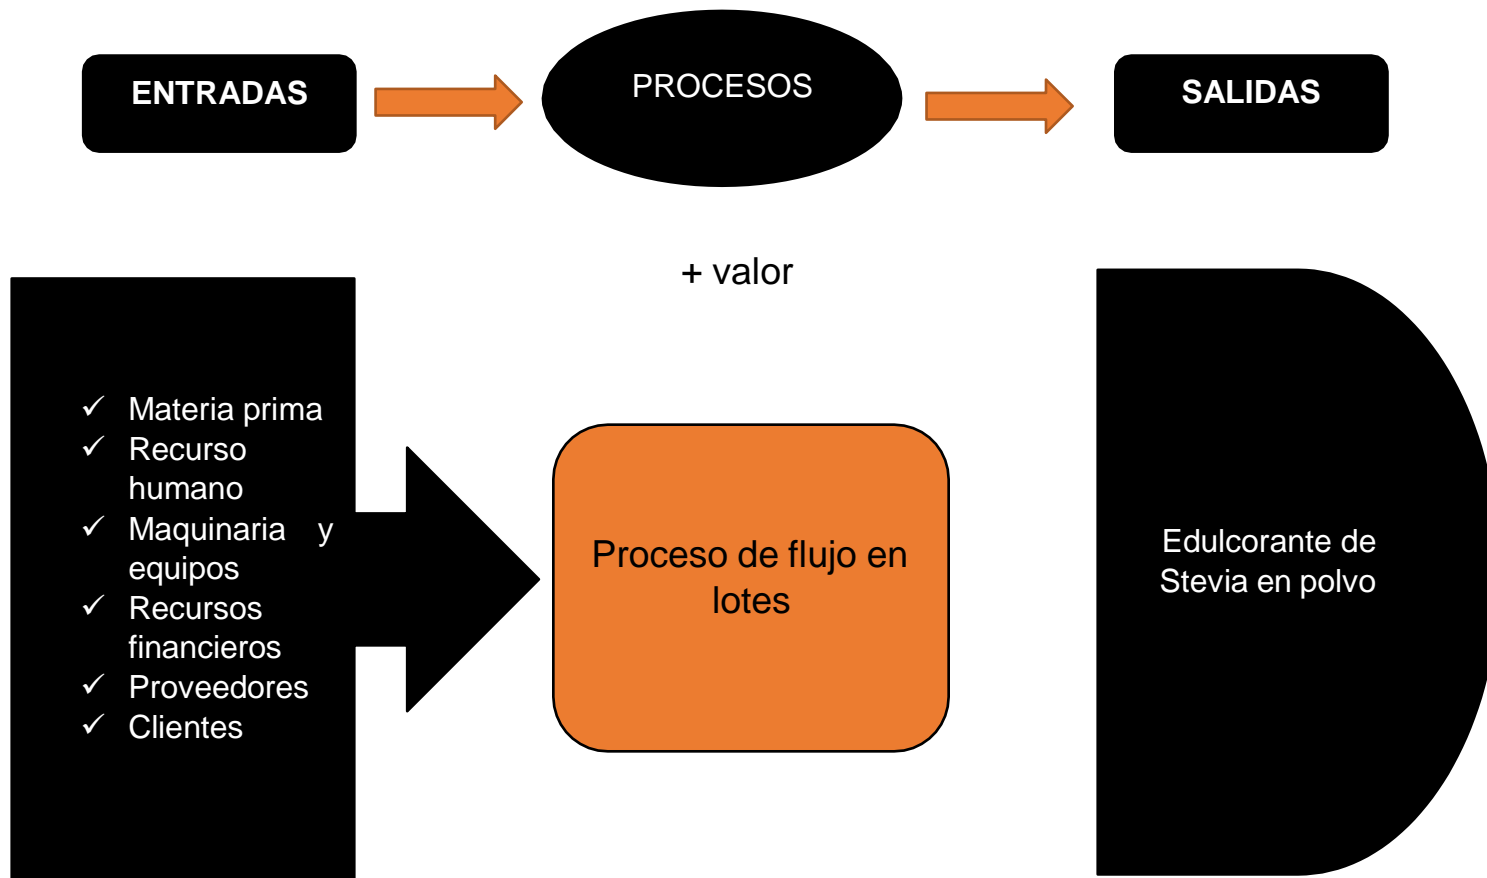 ENTRADAS
PROCESOS
SALIDAS
+ valor
✓ Materia prima
✓ Recurso
humano
✓ Maquinaria y
equipos
✓ Recursos
financieros
✓ Proveedores
✓ Clientes
Proceso de flujo en
lotes
Edulcorante de
Stevia en polvo